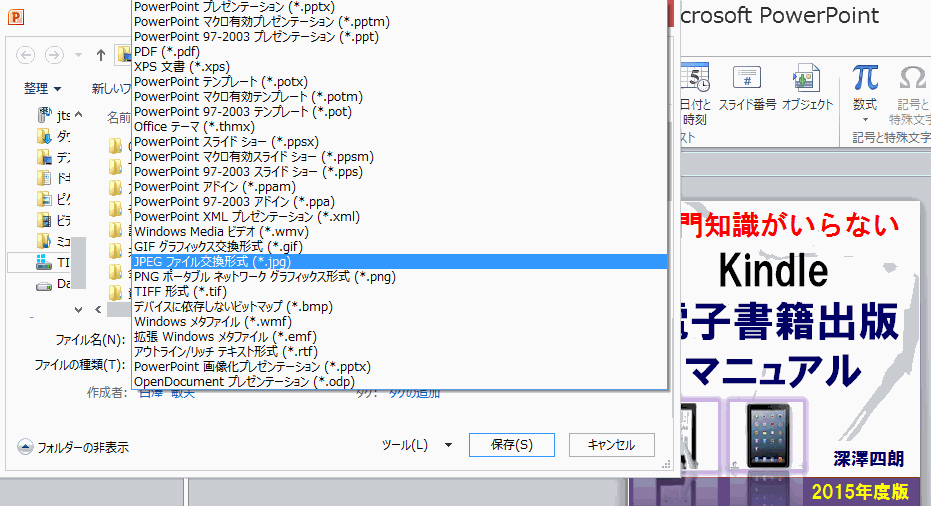 PowerPoint プレゼンテーション (*.pptx)
PowerPoint マクロ有効プレゼンテーション (*.pptm)
PowerPoint 97-2003 プレゼンテーション (*.ppt)
PDF (*.pdf)
XPS 文書 (*.xps)
PowerPoint テンプレート (*.potx)
PowerPoint マクロ有効テンプレート (*.potm)
PowerPoint 97-2003 テンプレート (*.pot)
Office テーマ (*.thmx)
PowerPoint スライド ショー (*.ppsx)
PowerPoint マクロ有効スライド ショー (*.ppsm)
PowerPoint 97-2003 スライド ショー (*.pps)
PowerPoint アドイン (*.ppam)
PowerPoint 97-2003 アドイン (*.ppa)
PowerPoint XML プレゼンテーション (*.xml)
Windows Media ビデオ (*.wmv)
GIF グラフィックス交換形式 (*.gif)
JPEG ファイル交換形式 (*.jpg)
PNG ポータブル ネットワーク グラフィックス形式 (*.png)
TIFF 形式 (*.tif)
デバイスに依存しないビットマップ (*.bmp)
Windows メタファイル (*.wmf)
拡張 Windows メタファイル (*.emf)
アウトライン/リッチ テキスト形式 (*.rtf)
PowerPoint 画像化プレゼンテーション (*.pptx)
OpenDocument プレゼンテーション (*.odp)
整理
新しいフ
名前
jts
ダウ
デス
ドキ
ピク
ビデ
ミュ
TI
Da
ファイル名(N):
ファイルの種類(T):
作成者:
タグ: タグの追加
フォルダーの非表示
ツール(L)
保存(S)
キャンセル
crosoft PowerPoint
日付と
時刻
スライド番号
オブジェクト
数式
記号と
特殊文字
スト
記号と特殊文字
門知識がいらない
Kindle
電子書籍出版
マニュアル
深澤四朗
2015年度版